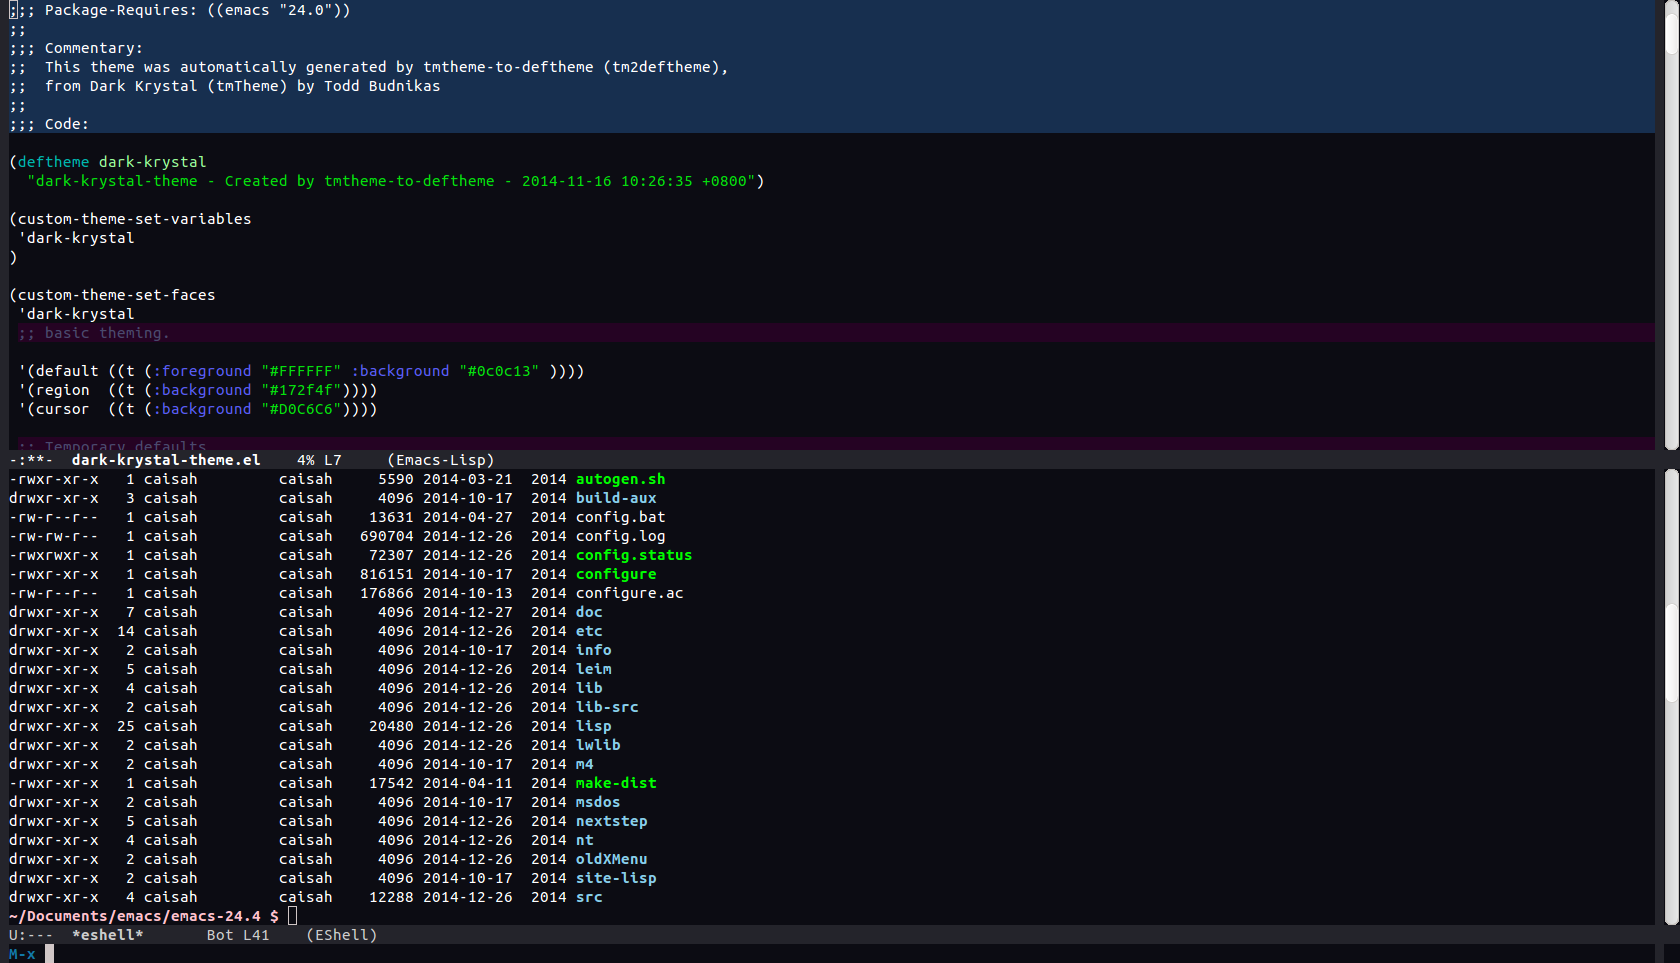 ;;; Package-Requires: ((emacs "24.0"))
;;
;;; Commentary:
;;  This theme was automatically generated by tmtheme-to-deftheme (tm2deftheme),
;;  from Dark Krystal (tmTheme) by Todd Budnikas
;;
;;; Code:
(deftheme dark-krystal
  "dark-krystal-theme - Created by tmtheme-to-deftheme - 2014-11-16 10:26:35 +0800")
(custom-theme-set-variables
 'dark-krystal
)
(custom-theme-set-faces
 'dark-krystal
 ;; basic theming.
 '(default ((t (:foreground "#FFFFFF" :background "#0c0c13" ))))
 '(region  ((t (:background "#172f4f"))))
 '(cursor  ((t (:background "#D0C6C6"))))
 ;; Temporary defaults
-:**-  dark-krystal-theme.el    4% L7     (Emacs-Lisp)
-rwxr-xr-x   1 caisah         caisah     5590 2014-03-21  2014 autogen.sh
drwxr-xr-x   3 caisah         caisah     4096 2014-10-17  2014 build-aux
-rw-r--r--   1 caisah         caisah    13631 2014-04-27  2014 config.bat
-rw-rw-r--   1 caisah         caisah   690704 2014-12-26  2014 config.log
-rwxrwxr-x   1 caisah         caisah    72307 2014-12-26  2014 config.status
-rwxr-xr-x   1 caisah         caisah   816151 2014-10-17  2014 configure
-rw-r--r--   1 caisah         caisah   176866 2014-10-13  2014 configure.ac
drwxr-xr-x   7 caisah         caisah     4096 2014-12-27  2014 doc
drwxr-xr-x  14 caisah         caisah     4096 2014-12-26  2014 etc
drwxr-xr-x   2 caisah         caisah     4096 2014-10-17  2014 info
drwxr-xr-x   5 caisah         caisah     4096 2014-12-26  2014 leim
drwxr-xr-x   4 caisah         caisah     4096 2014-12-26  2014 lib
drwxr-xr-x   2 caisah         caisah     4096 2014-12-26  2014 lib-src
drwxr-xr-x  25 caisah         caisah    20480 2014-12-26  2014 lisp
drwxr-xr-x   2 caisah         caisah     4096 2014-12-26  2014 lwlib
drwxr-xr-x   2 caisah         caisah     4096 2014-10-17  2014 m4
-rwxr-xr-x   1 caisah         caisah    17542 2014-04-11  2014 make-dist
drwxr-xr-x   2 caisah         caisah     4096 2014-10-17  2014 msdos
drwxr-xr-x   5 caisah         caisah     4096 2014-12-26  2014 nextstep
drwxr-xr-x   4 caisah         caisah     4096 2014-12-26  2014 nt
drwxr-xr-x   2 caisah         caisah     4096 2014-12-26  2014 oldXMenu
drwxr-xr-x   2 caisah         caisah     4096 2014-10-17  2014 site-lisp
drwxr-xr-x   4 caisah         caisah    12288 2014-12-26  2014 src
~/Documents/emacs/emacs-24.4 $
U:---  *eshell*       Bot L41    (EShell)
M-x